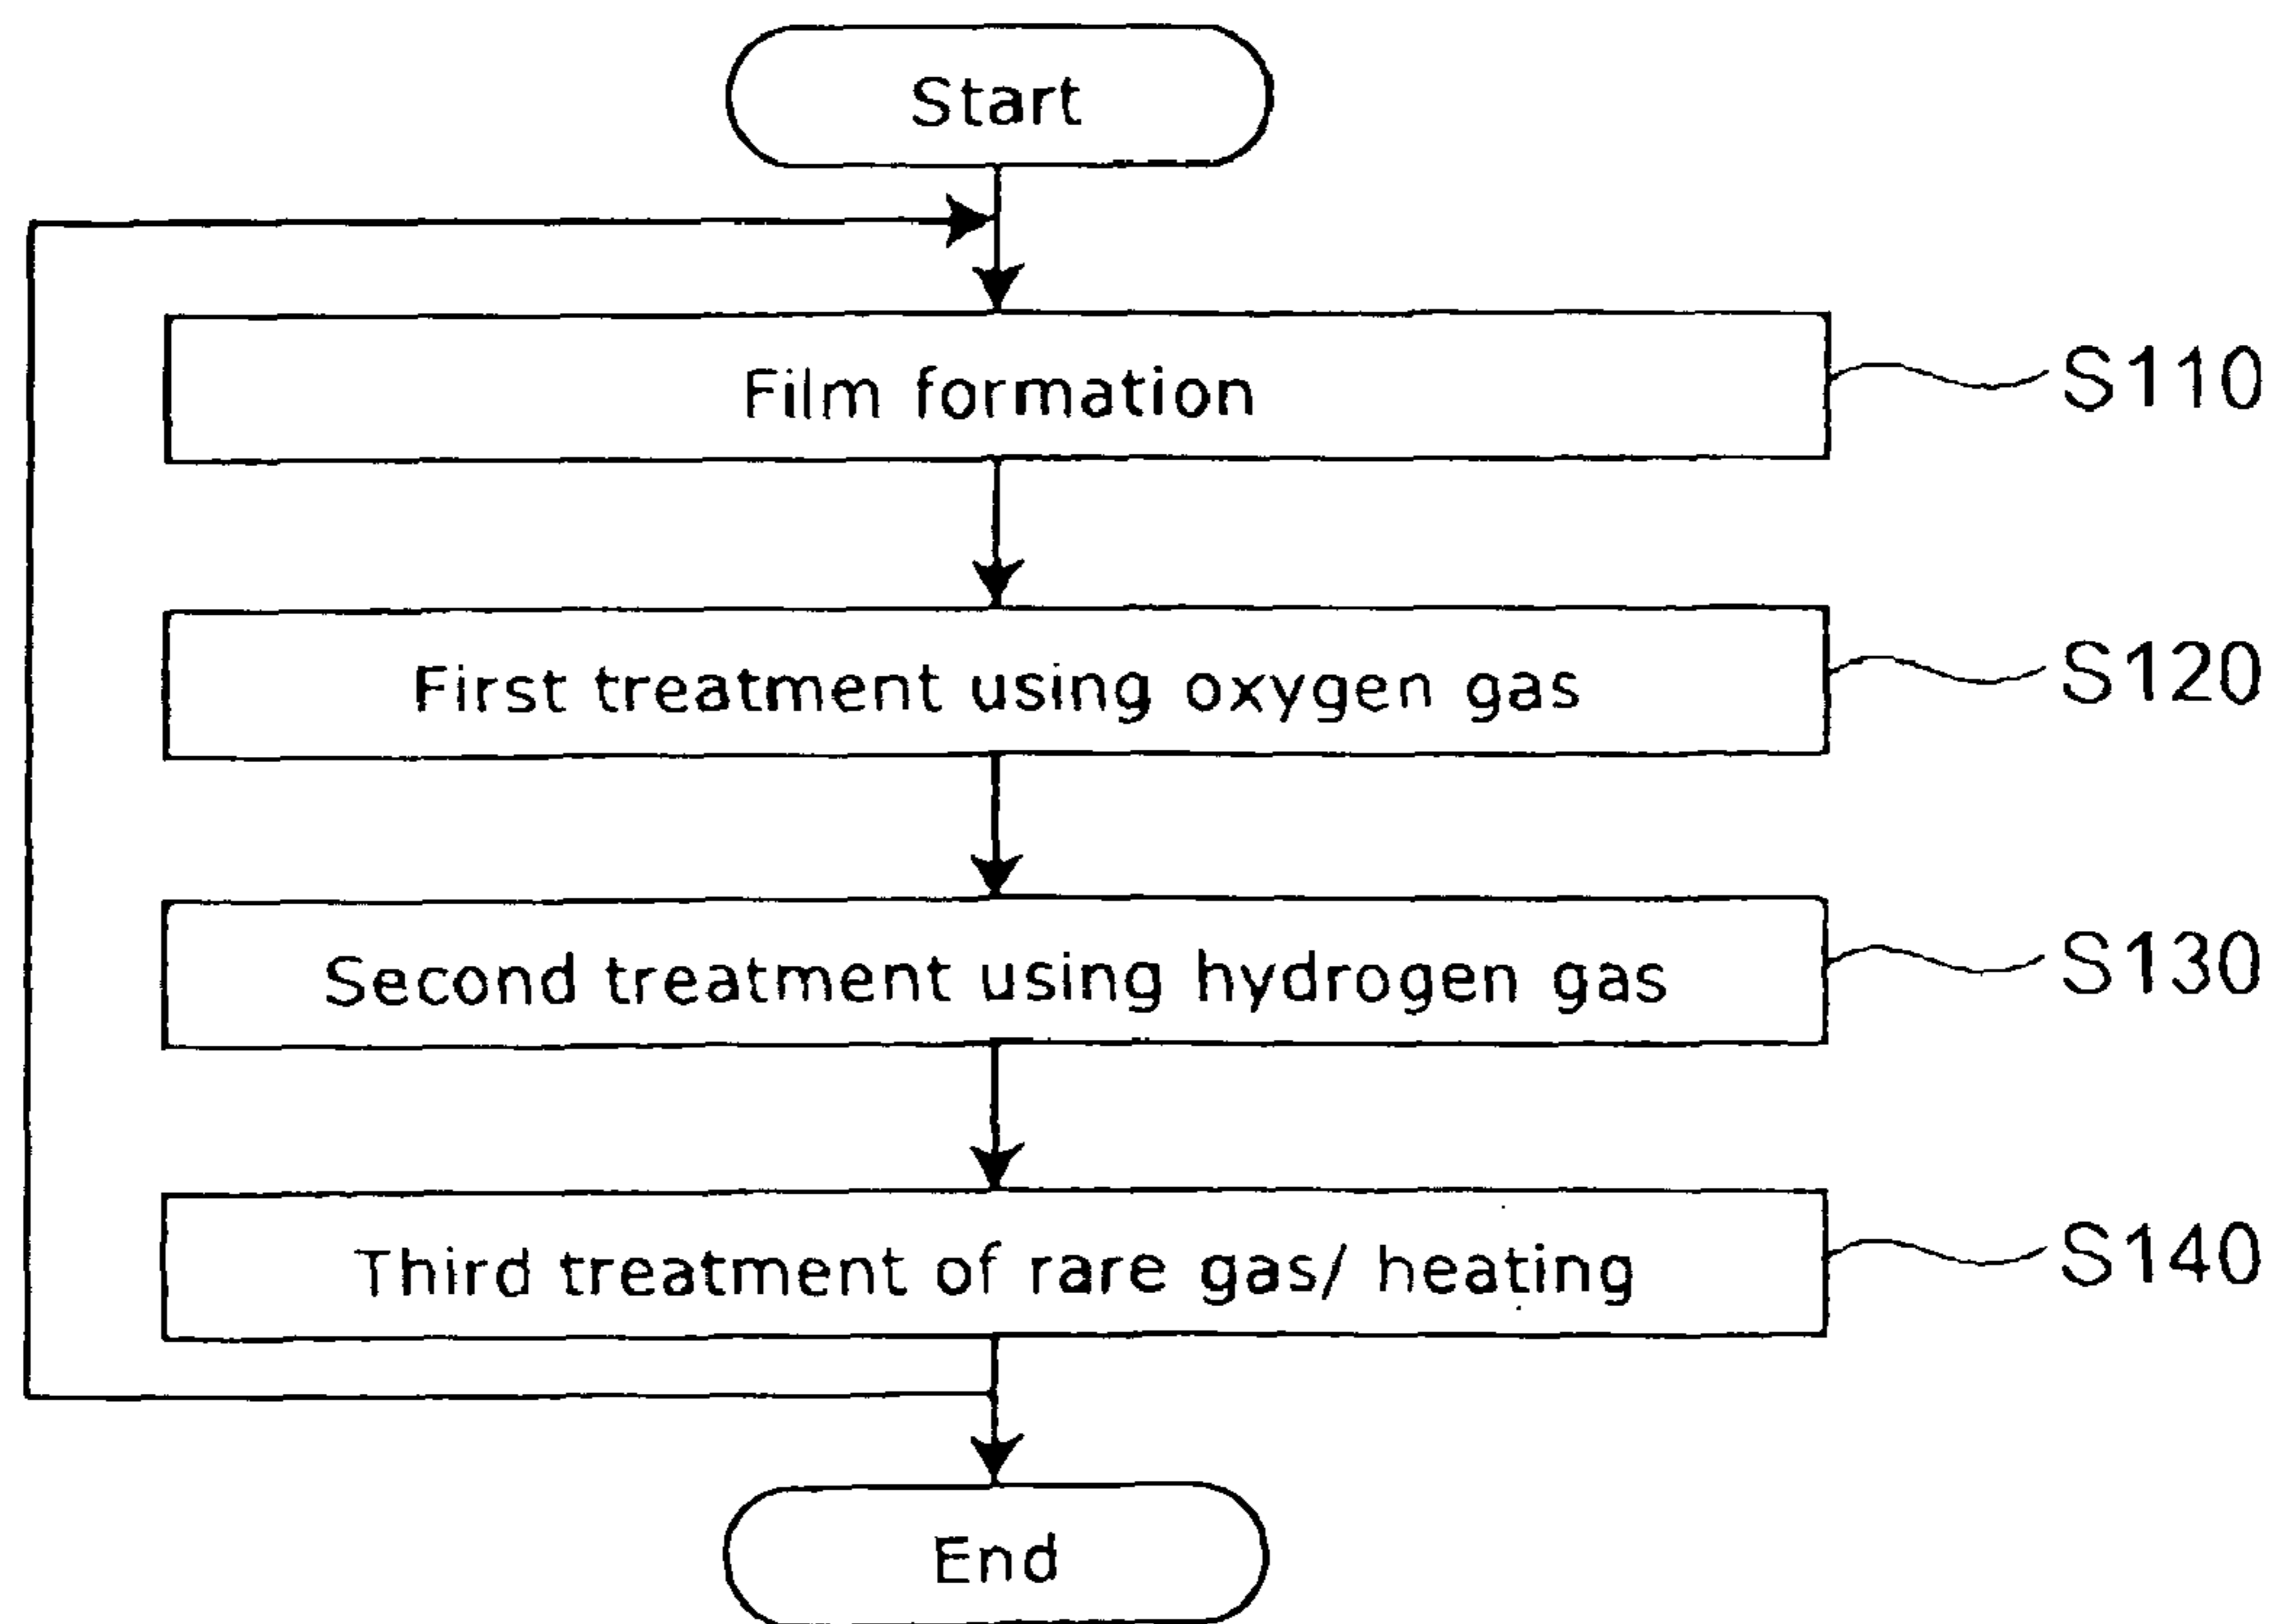 Start
Film formation
S110
First treatment using oxygen gas
S120
Second treatment using hydrogen gas
S130
Third treatment of rare gas/ heating
S140
End